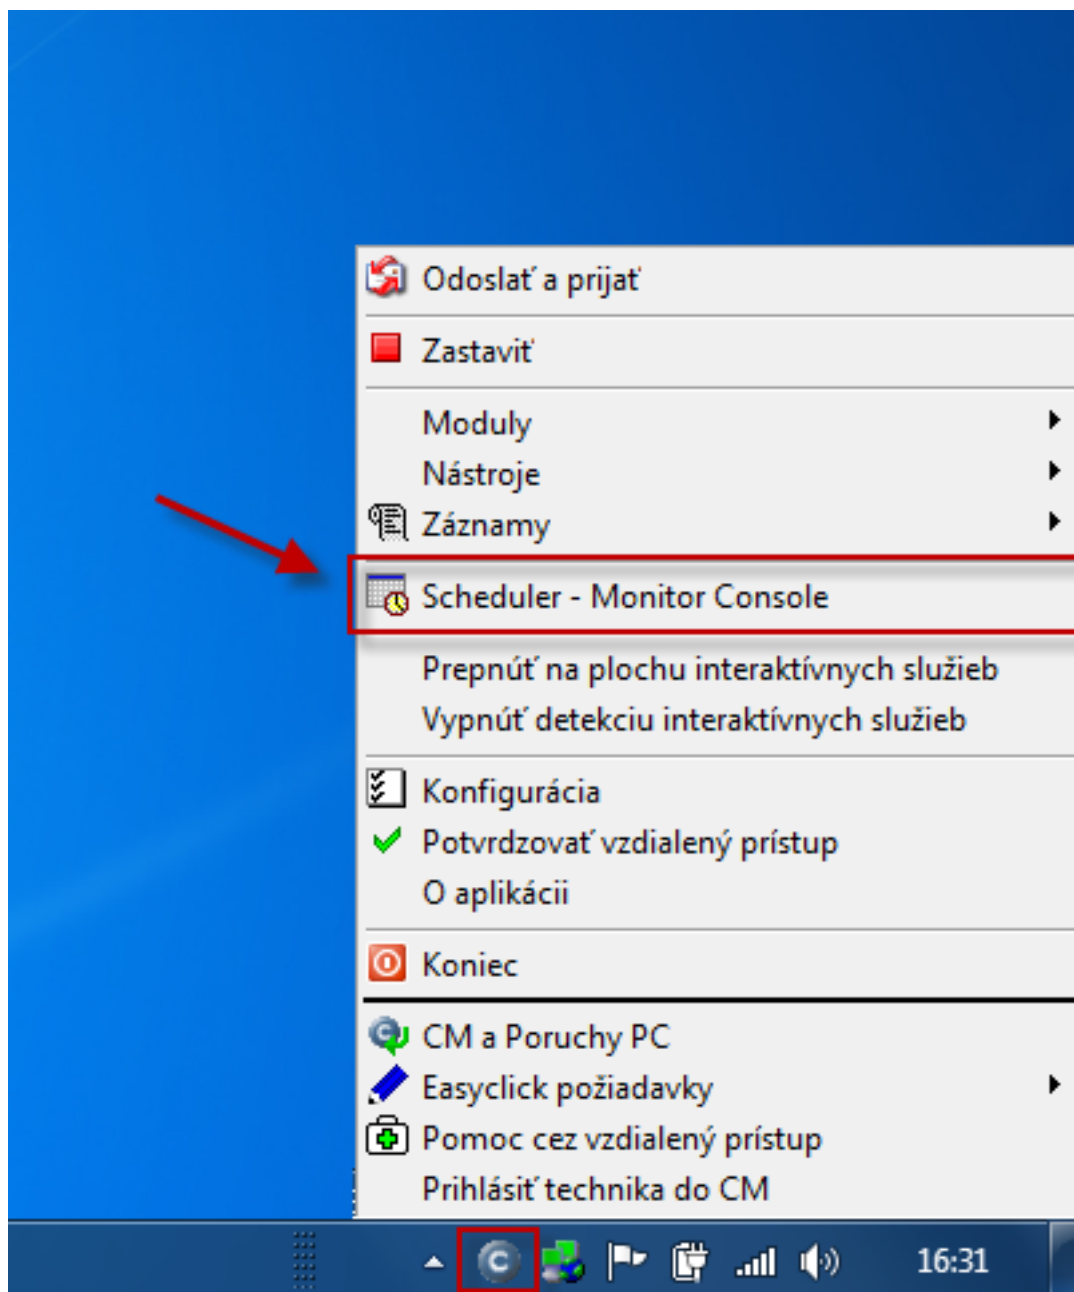 Odoslať a prijať
Zastaviť
Moduly
Nástroje
Záznamy
Scheduler - Monitor Console
Prepnúť na plochu interaktívnych služieb
Vypnúť detekciu interaktívnych služieb
Konfigurácia
Potvrdzovať vzdialený prístup
O aplikácii
Koniec
CM a Poruchy PC
Easyclick požiadavky
Pomoc cez vzdialený prístup
Prihlásiť technika do CM
C
16:31